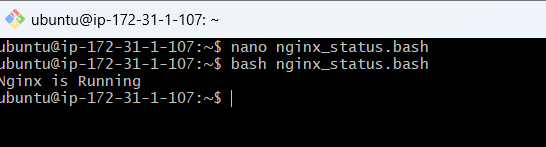 ubuntu@ip-172-31-1-107: ~
ubuntu@ip-172-31-1-107:~$ nano nginx_status.bash
ubuntu@ip-172-31-1-107:~$ bash nginx_status.bash
Nginx is Running
ubuntu@ip-172-31-1-107:~$